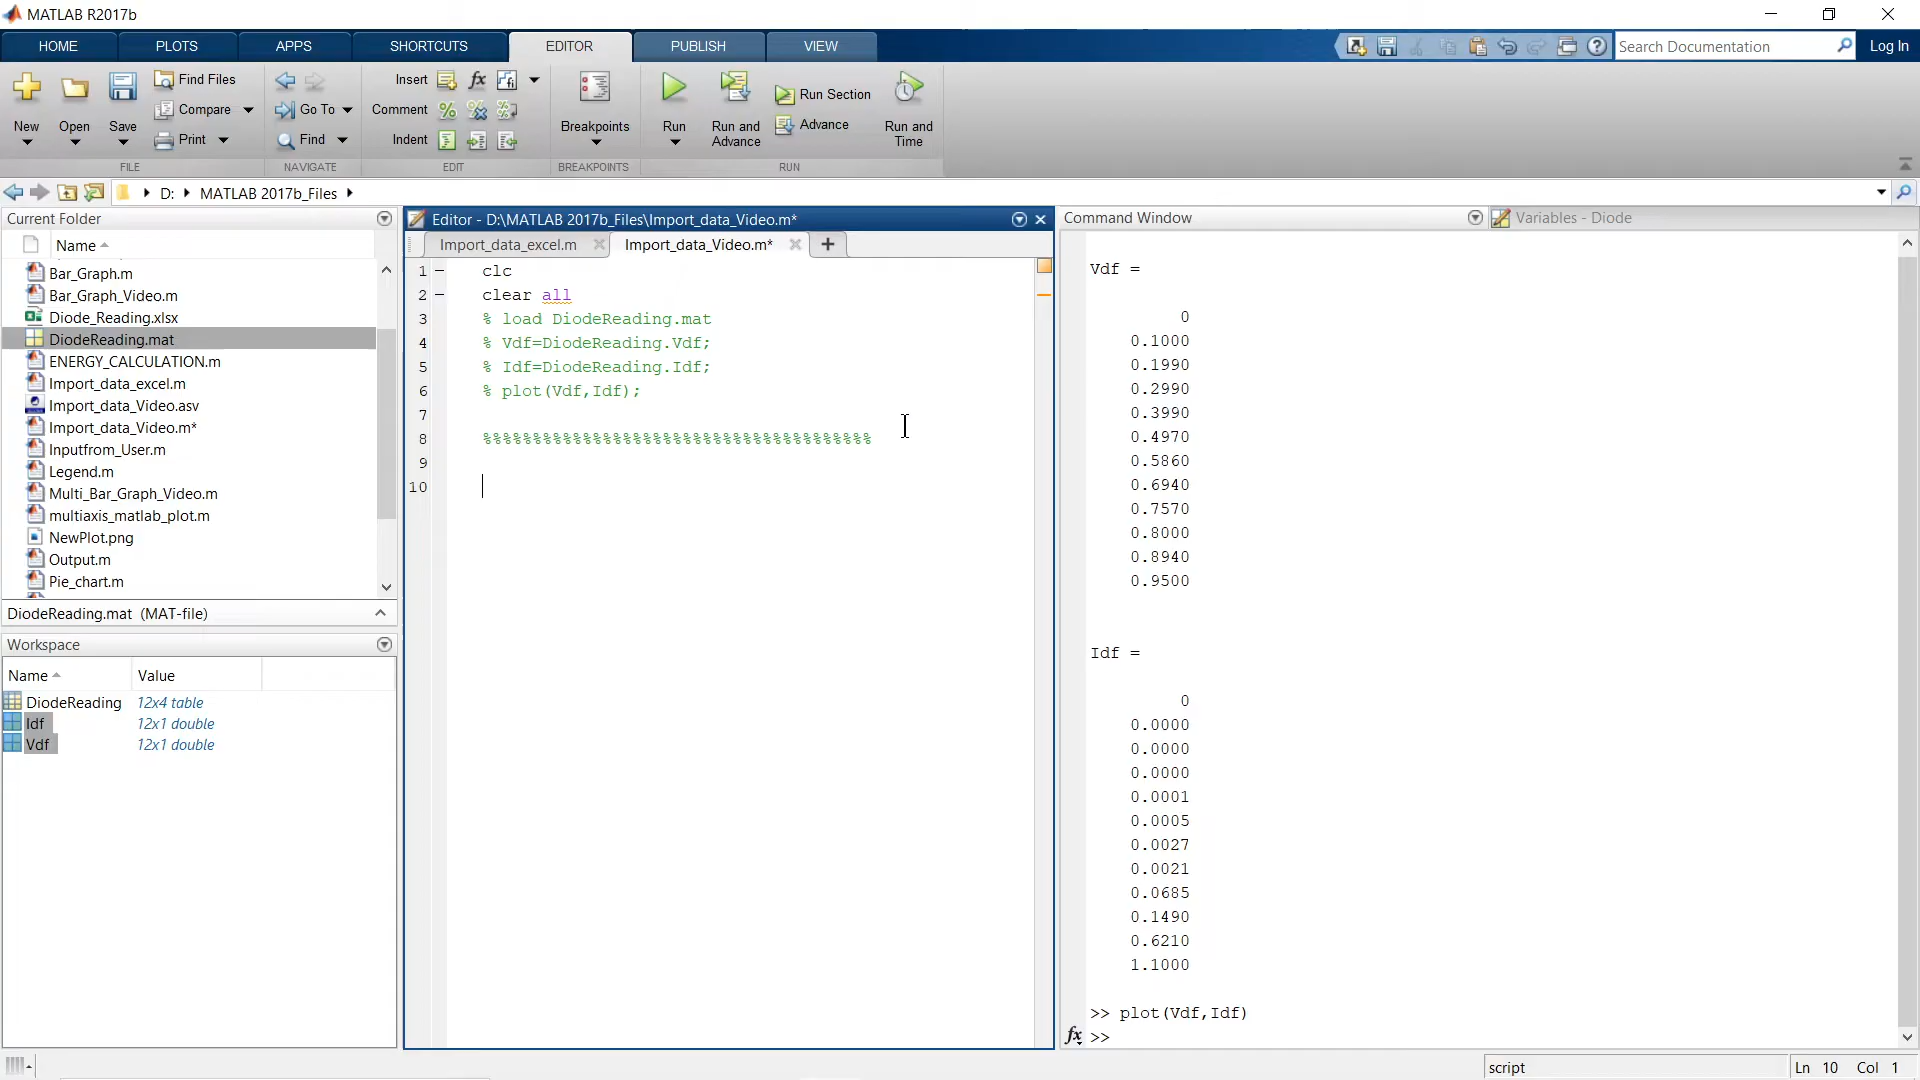 MATLAB R2017b
HOME
PLOTS
APPS
SHORTCUTS
EDITOR
PUBLISH
VIEW
Search Documentation
Log In
New
Open
Save
Find Files
Compare
Print
Go To
Find
Insert
Comment
Indent
Breakpoints
Run
Run and Advance
Run Section
Advance
Run and Time
FILE
NAVIGATE
EDIT
BREAKPOINTS
RUN
D:
MATLAB 2017b_Files
Current Folder
Name
Bar_Graph.m
Bar_Graph_Video.m
Diode_Reading.xlsx
DiodeReading.mat
ENERGY_CALCULATION.m
Import_data_excel.m
Import_data_Video.asv
Import_data_Video.m*
Inputfrom_User.m
Legend.m
Multi_Bar_Graph_Video.m
multiaxis_matlab_plot.m
NewPlot.png
Output.m
Pie_chart.m
DiodeReading.mat (MAT-file)
Workspace
Name Value
DiodeReading 12x4 table
Idf 12x1 double
Vdf 12x1 double
Editor - D:\MATLAB 2017b_Files\Import_data_Video.m*
Import_data_excel.m
Import_data_Video.m*
1 clc
2 clear all
3 % load DiodeReading.mat
4 % Vdf=DiodeReading.Vdf;
5 % Idf=DiodeReading.Idf;
6 % plot(Vdf,Idf);
7
8 %%%%%%%%%%%%%%%%%%%%%%%%%%%%%%%%%%%%%%%
9
10
Command Window
Variables - Diode
Vdf =
0
0.1000
0.1990
0.2990
0.3990
0.4970
0.5860
0.6940
0.7570
0.8000
0.8940
0.9500
Idf =
0
0.0000
0.0000
0.0000
0.0001
0.0005
0.0027
0.0021
0.0685
0.1490
0.6210
1.1000
>> plot(Vdf,Idf)
fx >>
script
Ln 10 Col 1